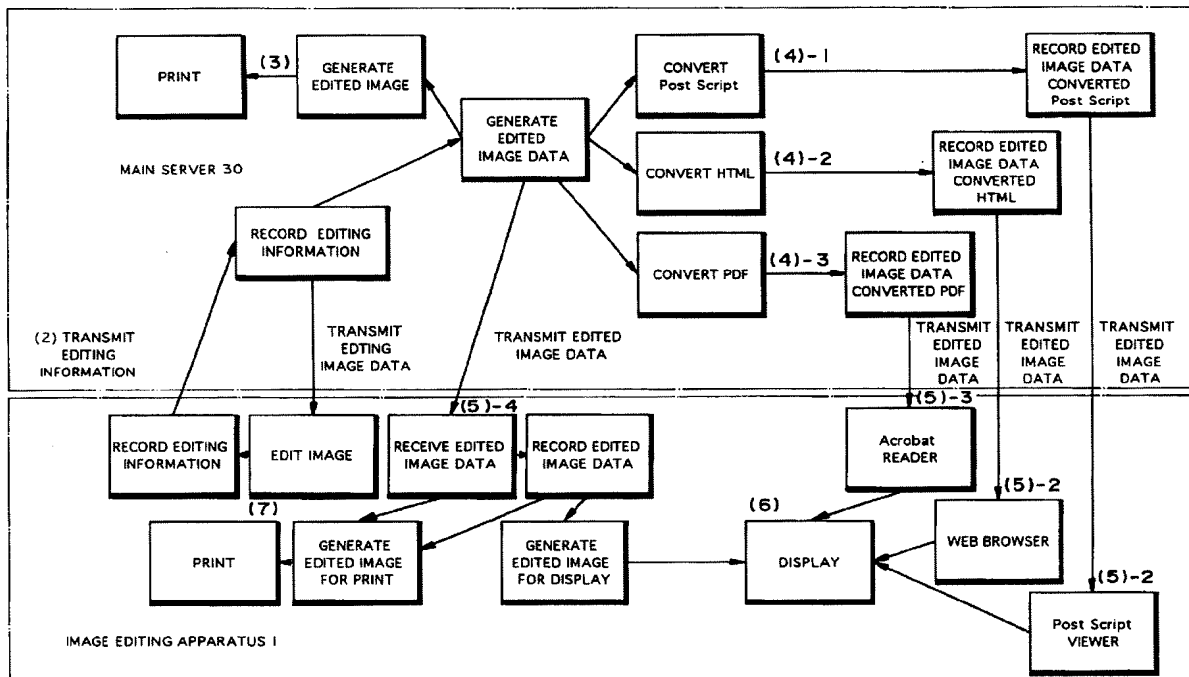 PRINT
(3)
GENERATE
EDITED IMAGE
CONVERT
Post Script
(4)-1
RECORD EDITED
IMAGE DATA
CONVERTED
Post Script
GENERATE
EDITED
IMAGE DATA
MAIN SERVER 30
CONVERT HTML
(4)-2
RECORD EDITED
IMAGE DATA
CONVERTED
HTML
RECORD EDITING
INFORMATION
CONVERT PDF
(4)-3
RECORD EDITED
IMAGE DATA
CONVERTED PDF
(2) TRANSMIT
EDITING
INFORMATION
TRANSMIT
EDTING
IMAGE DATA
TRANSMIT EDITED
IMAGE DATA
TRANSMIT
EDITED
IMAGE
DATA
TRANSMIT
EDITED
IMAGE
DATA
TRANSMIT
EDITED
IMAGE
DATA
RECORD EDITING
INFORMATION
EDIT IMAGE
(5)-4
RECEIVE EDITED
IMAGE DATA
RECORD EDITED
IMAGE DATA
(5)-3
Acrobat
READER
(7)
PRINT
GENERATE
EDITED IMAGE
FOR PRINT
GENERATE
EDITED IMAGE
FOR DISPLAY
(6)
DISPLAY
(5)-2
WEB BROWSER
(5)-2
Post Script
VIEWER
IMAGE EDITING APPARATUS 1